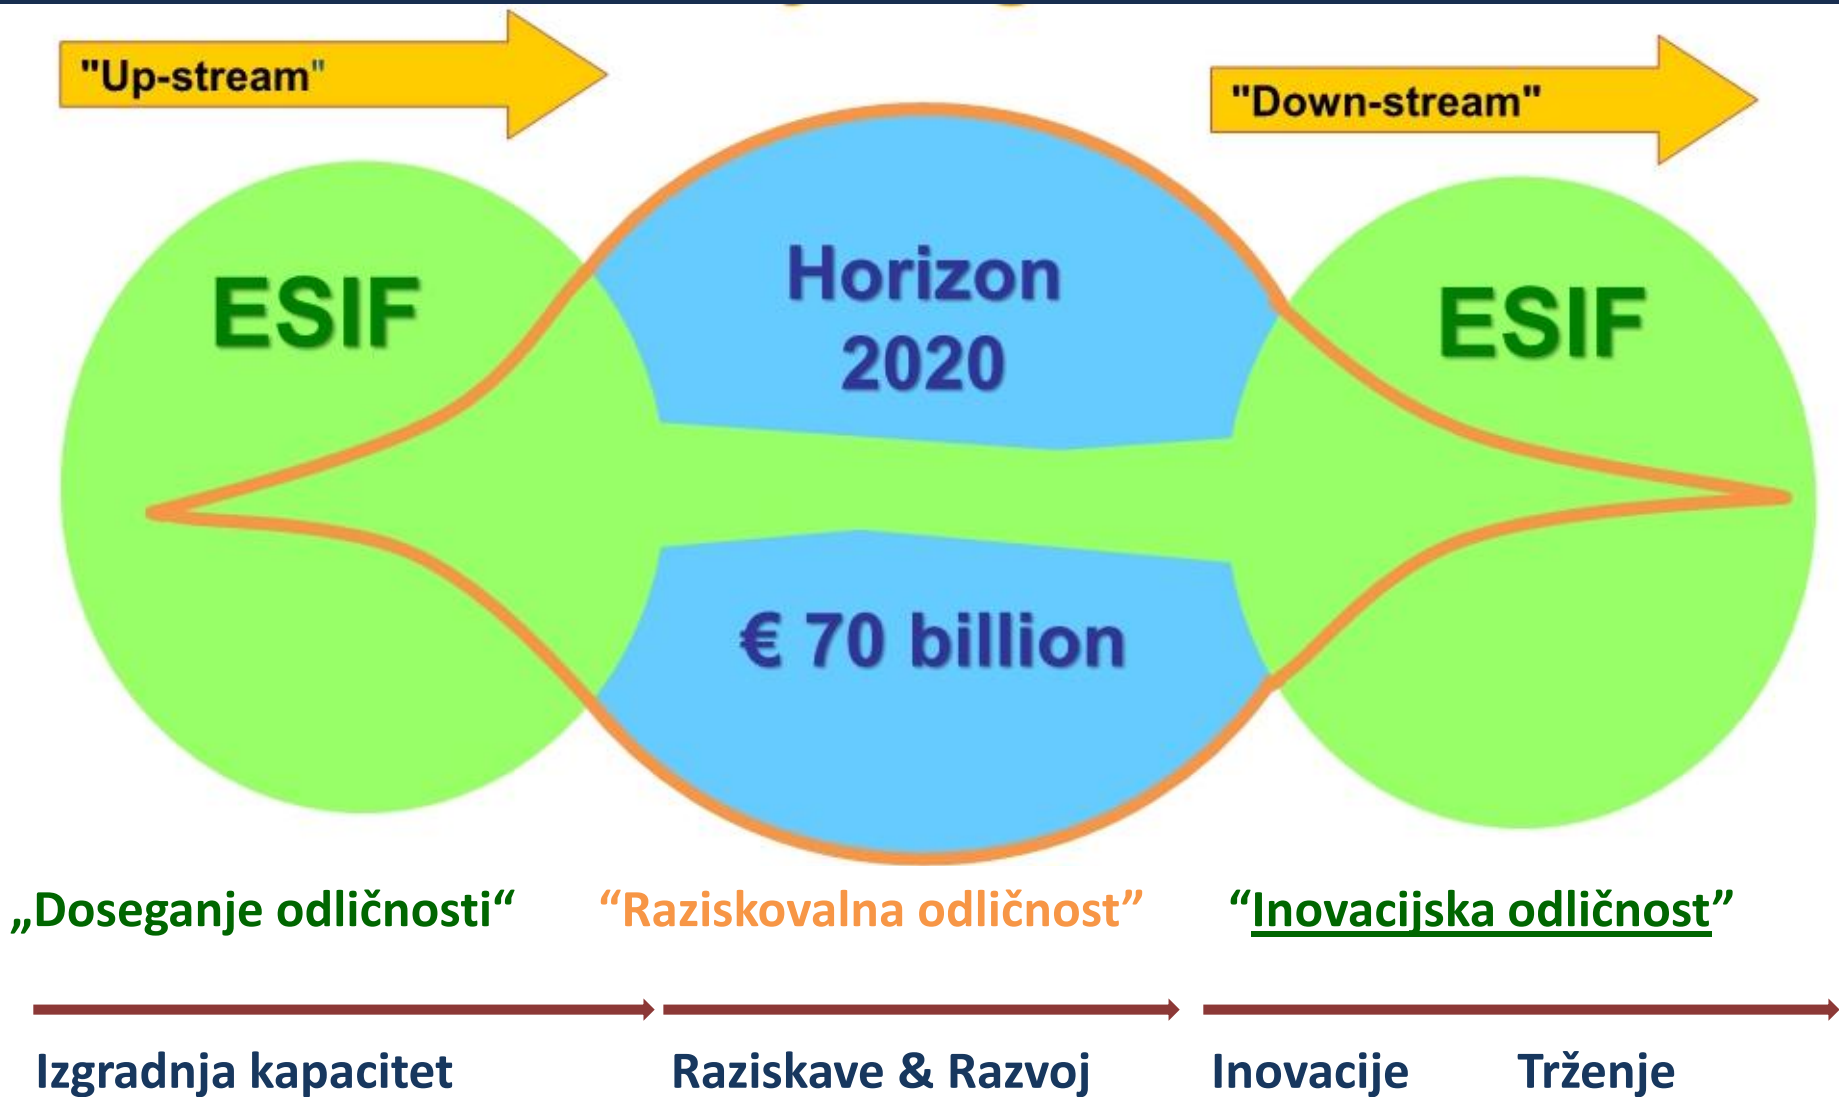 "Up-stream"
"Down-stream"
ESIF
Horizon
2020
ESIF
€ 70 billion
„Doseganje odličnosti“
“Raziskovalna odličnost”
“Inovacijska odličnost”
Izgradnja kapacitet
Raziskave & Razvoj
Inovacije
Trženje